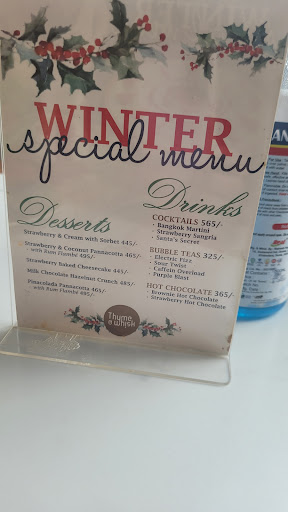 WINTER
special menu
Desserts
Strawberry & Cream with Sorbet 445/-
Strawberry & Coconut Pannacotta 465/-
- with Rum flambé 495/-
Strawberry Baked Cheesecake 445/-
Milk Chocolate Hazelnut Crunch 495/-
Pinacalada Pannacotta 465/-
- with Rum flambé 495/-
Drinks
COCKTAILS 565/-
- Bangkok Martini
- Strawberry Sangria
- Santa's Secret
BUBBLE TEAS 325/-
- Electric Fizz
- Sour Twist
- Caffein Overload
- Purple Blast
HOT CHOCOLATE 365/-
- Brownie Hot Chocolate
- Strawberry Hot Chocolate
Thyme
& Whisk